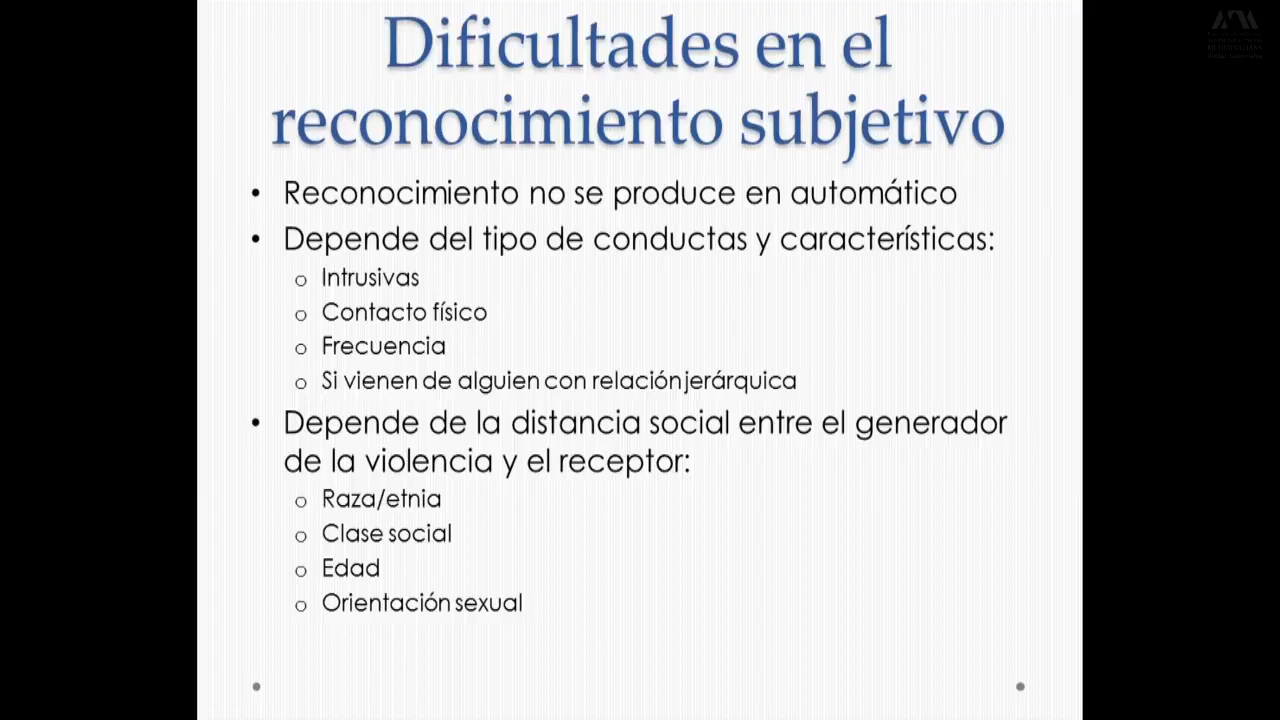 Dificultades en el
reconocimiento subjetivo
• Reconocimiento no se produce en automático
• Depende del tipo de conductas y características:
o Intrusivas
o Contacto físico
o Frecuencia
o Si vienen de alguien con relación jerárquica
• Depende de la distancia social entre el generador
de la violencia y el receptor:
o Raza/etnia
o Clase social
o Edad
o Orientación sexual